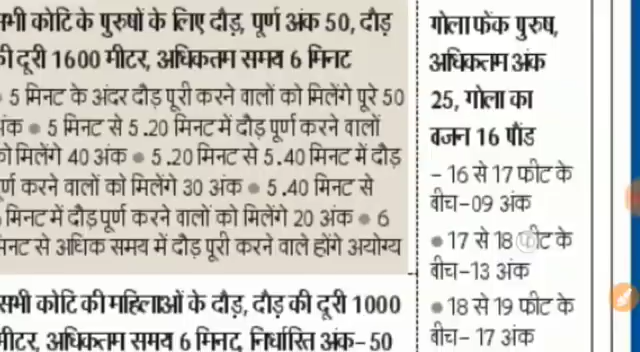 सभी कोटि के पुरुषों के लिए दौड़, पूर्ण अंक 50, दौड़
की दूरी 1600 मीटर, अधिकतम समय 6 मिनट
● 5 मिनट के अंदर दौड़ पूरी करने वालों को मिलेंगे पूरे 50
अंक ● 5 मिनट से 5.20 मिनट में दौड़ पूर्ण करने वालों
को मिलेंगे 40 अंक ● 5.20 मिनट से 5.40 मिनट में दौड़
पूर्ण करने वालों को मिलेंगे 30 अंक ● 5.40 मिनट से
मिनट में दौड़ पूर्ण करने वालों को मिलेंगे 20 अंक ● 6
मिनट से अधिक समय में दौड़ पूरी करने वाले होंगे अयोग्य
सभी कोटि की महिलाओं के दौड़, दौड़ की दूरी 1000
मीटर, अधिकतम समय 6 मिनट, निर्धारित अंक- 50
गोला फेंक पुरुष,
अधिकतम अंक
25, गोला का
वजन 16 पौंड
- 16 से 17 फीट के
बीच-09 अंक
● 17 से 18 फीट के
बीच-13 अंक
● 18 से 19 फीट के
बीच- 17 अंक